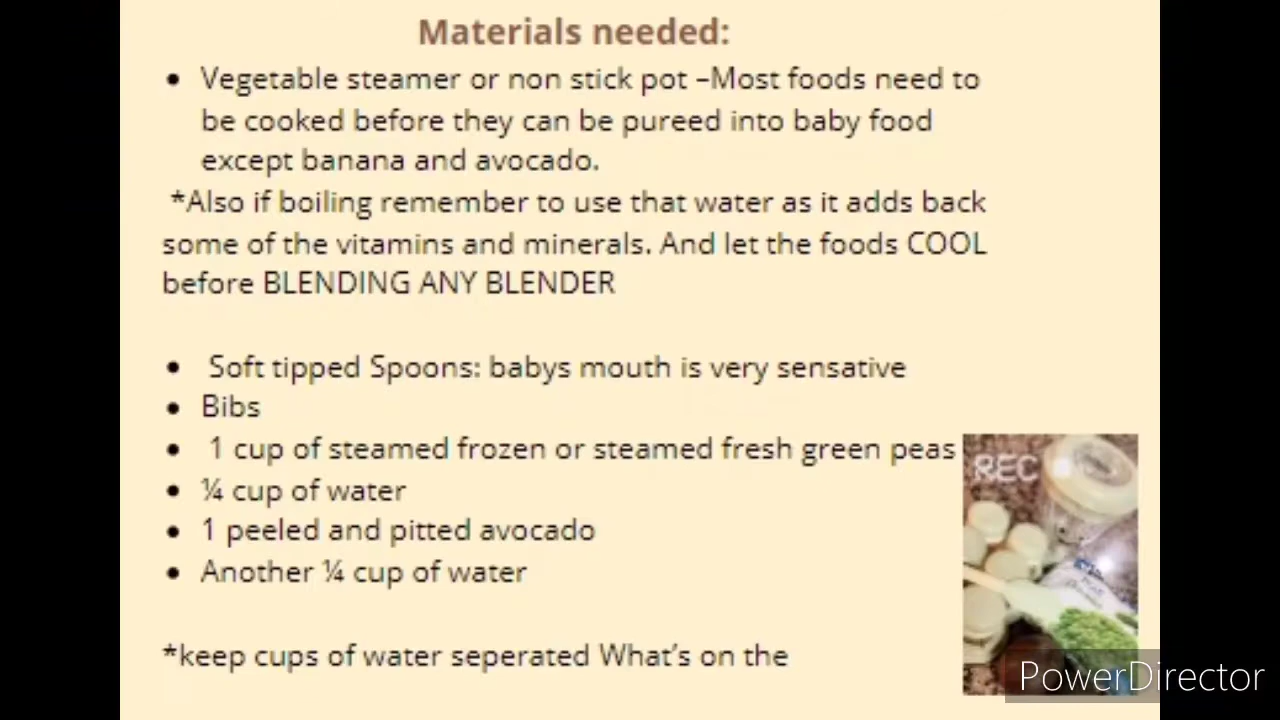 Materials needed:
• Vegetable steamer or non stick pot –Most foods need to
be cooked before they can be pureed into baby food
except banana and avocado.
*Also if boiling remember to use that water as it adds back
some of the vitamins and minerals. And let the foods COOL
before BLENDING ANY BLENDER
• Soft tipped Spoons: babys mouth is very sensative
• Bibs
• 1 cup of steamed frozen or steamed fresh green peas
• ¼ cup of water
• 1 peeled and pitted avocado
• Another ¼ cup of water
*keep cups of water seperated What's on the
REC
PowerDirector